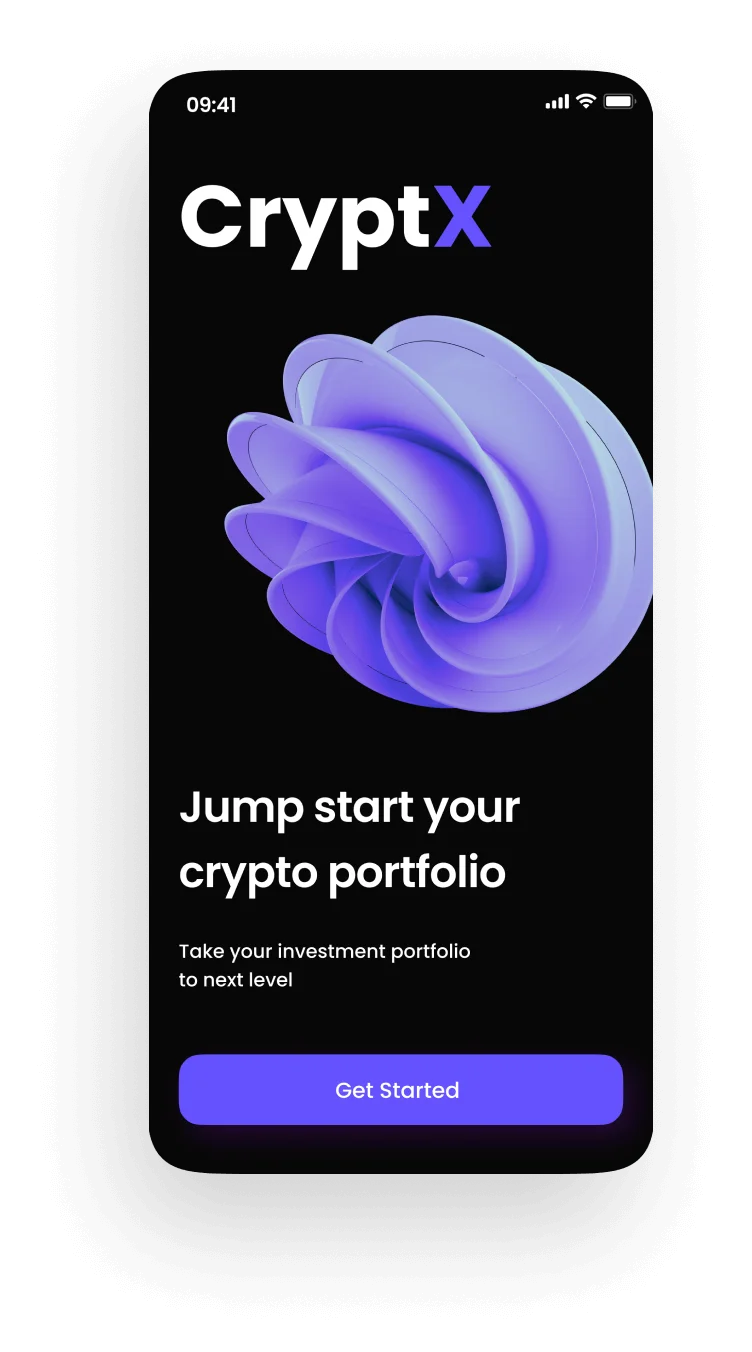 09:41
CryptX
Jump start your
crypto portfolio
Take your investment portfolio
to next level
Get Started